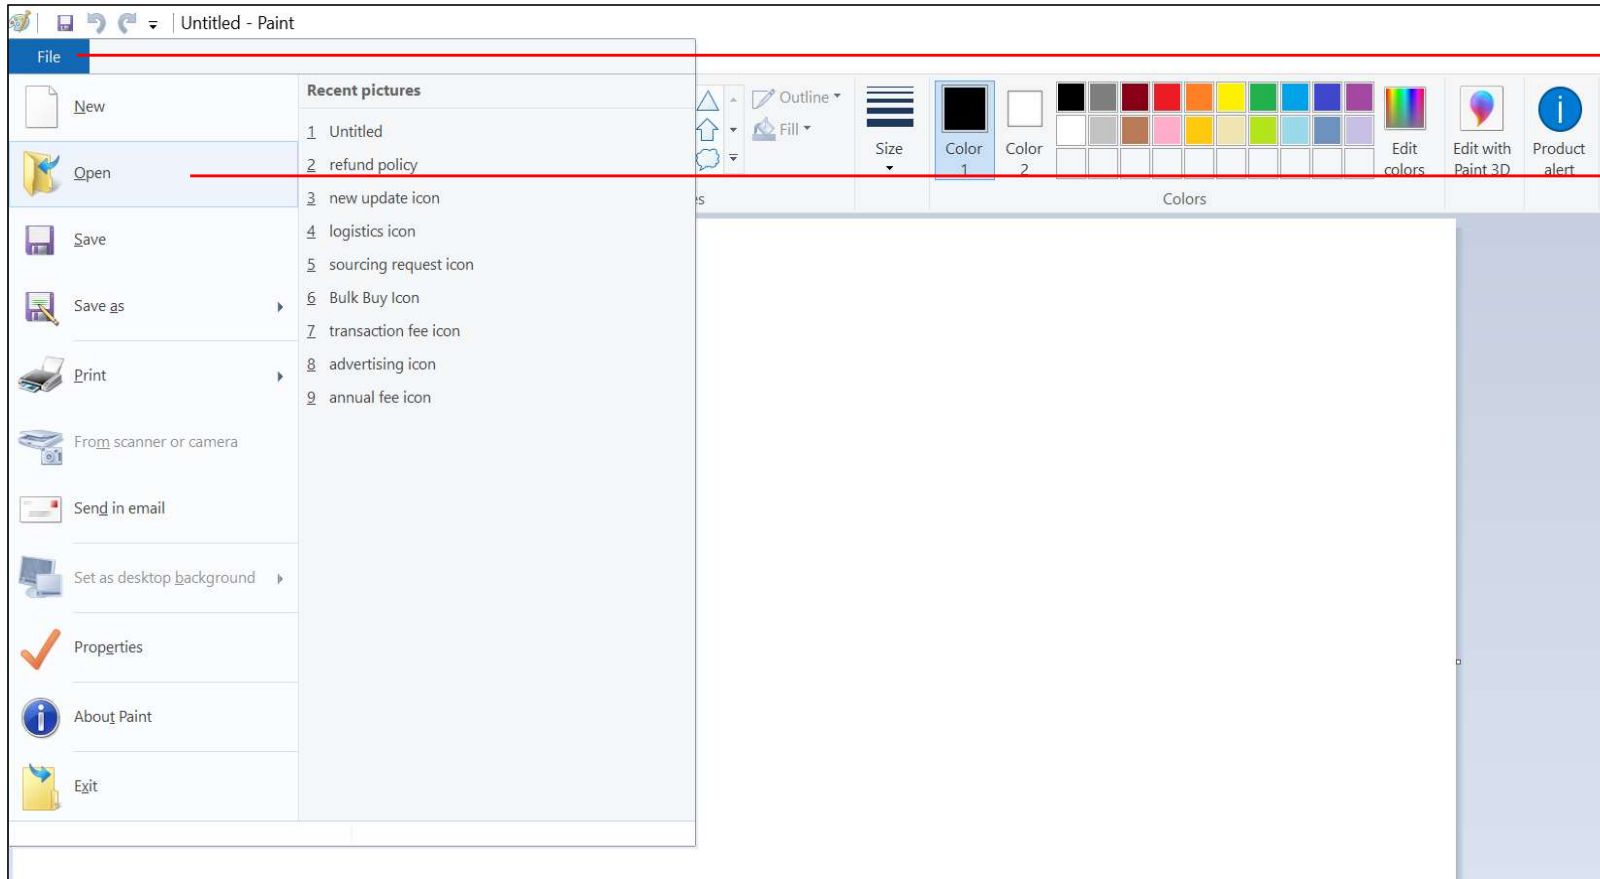 Untitled - Paint
File
New
Open
Save
Save as
Print
From scanner or camera
Send in email
Set as desktop background
Properties
About Paint
Exit
Recent pictures
1 Untitled
2 refund policy
3 new update icon
4 logistics icon
5 sourcing request icon
6 Bulk Buy Icon
7 transaction fee icon
8 advertising icon
9 annual fee icon
Outline
Fill
Size
Color
1
Color
2
Edit
colors
Colors
Edit with
Paint 3D
Product
alert